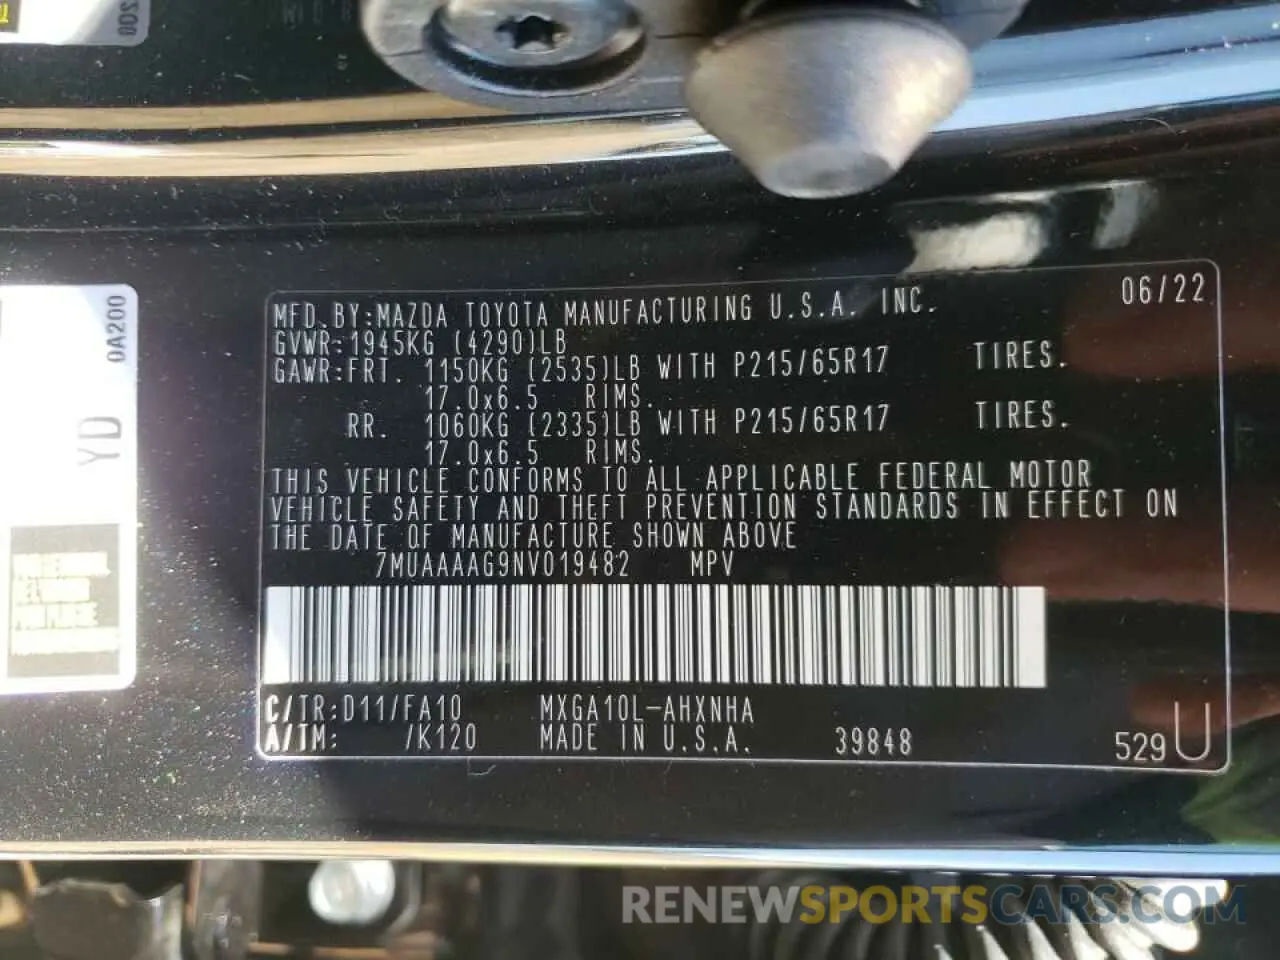 200
0A200
YD
MFD.BY:MAZDA TOYOTA MANUFACTURING U.S.A. INC. 06/22
GVWR:1945KG (4290)LB
GAWR:FRT. 1150KG (2535)LB WITH P215/65R17 TIRES.
17.0x6.5 RIMS.
RR. 1060KG (2335)LB WITH P215/65R17 TIRES.
17.0x6.5 RIMS.
THIS VEHICLE CONFORMS TO ALL APPLICABLE FEDERAL MOTOR
VEHICLE SAFETY AND THEFT PREVENTION STANDARDS IN EFFECT ON
THE DATE OF MANUFACTURE SHOWN ABOVE
7MUAAAAG9NV019482 MPV
C/TR:D11/FA10 MXGA10L-AHXNHA
A/TM: /K120 MADE IN U.S.A. 39848 529 U
RENEWSPORTSCARS.COM